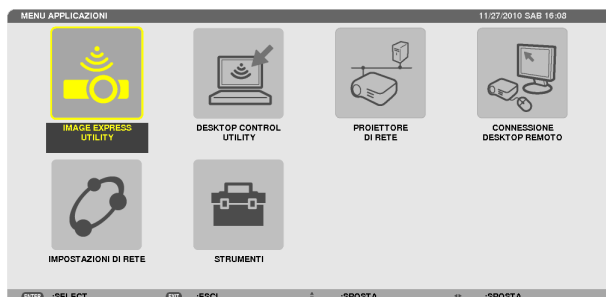 MENU APPLICAZIONI 11/27/2010 SAB 16:03
IMAGE EXPRESS UTILITY
DESKTOP CONTROL UTILITY
PROIETTORE DI RETE
CONNESSIONE DESKTOP REMOTO
IMPOSTAZIONI DI RETE
STRUMENTI
ENTER :SELECT EXIT :ESCI :SPOSTA :SPOSTA